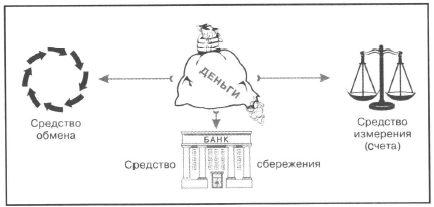 ДЕНЬГИ
Средство
обмена
Средство
измерения
(счета)
БАНК
Средство сбережения